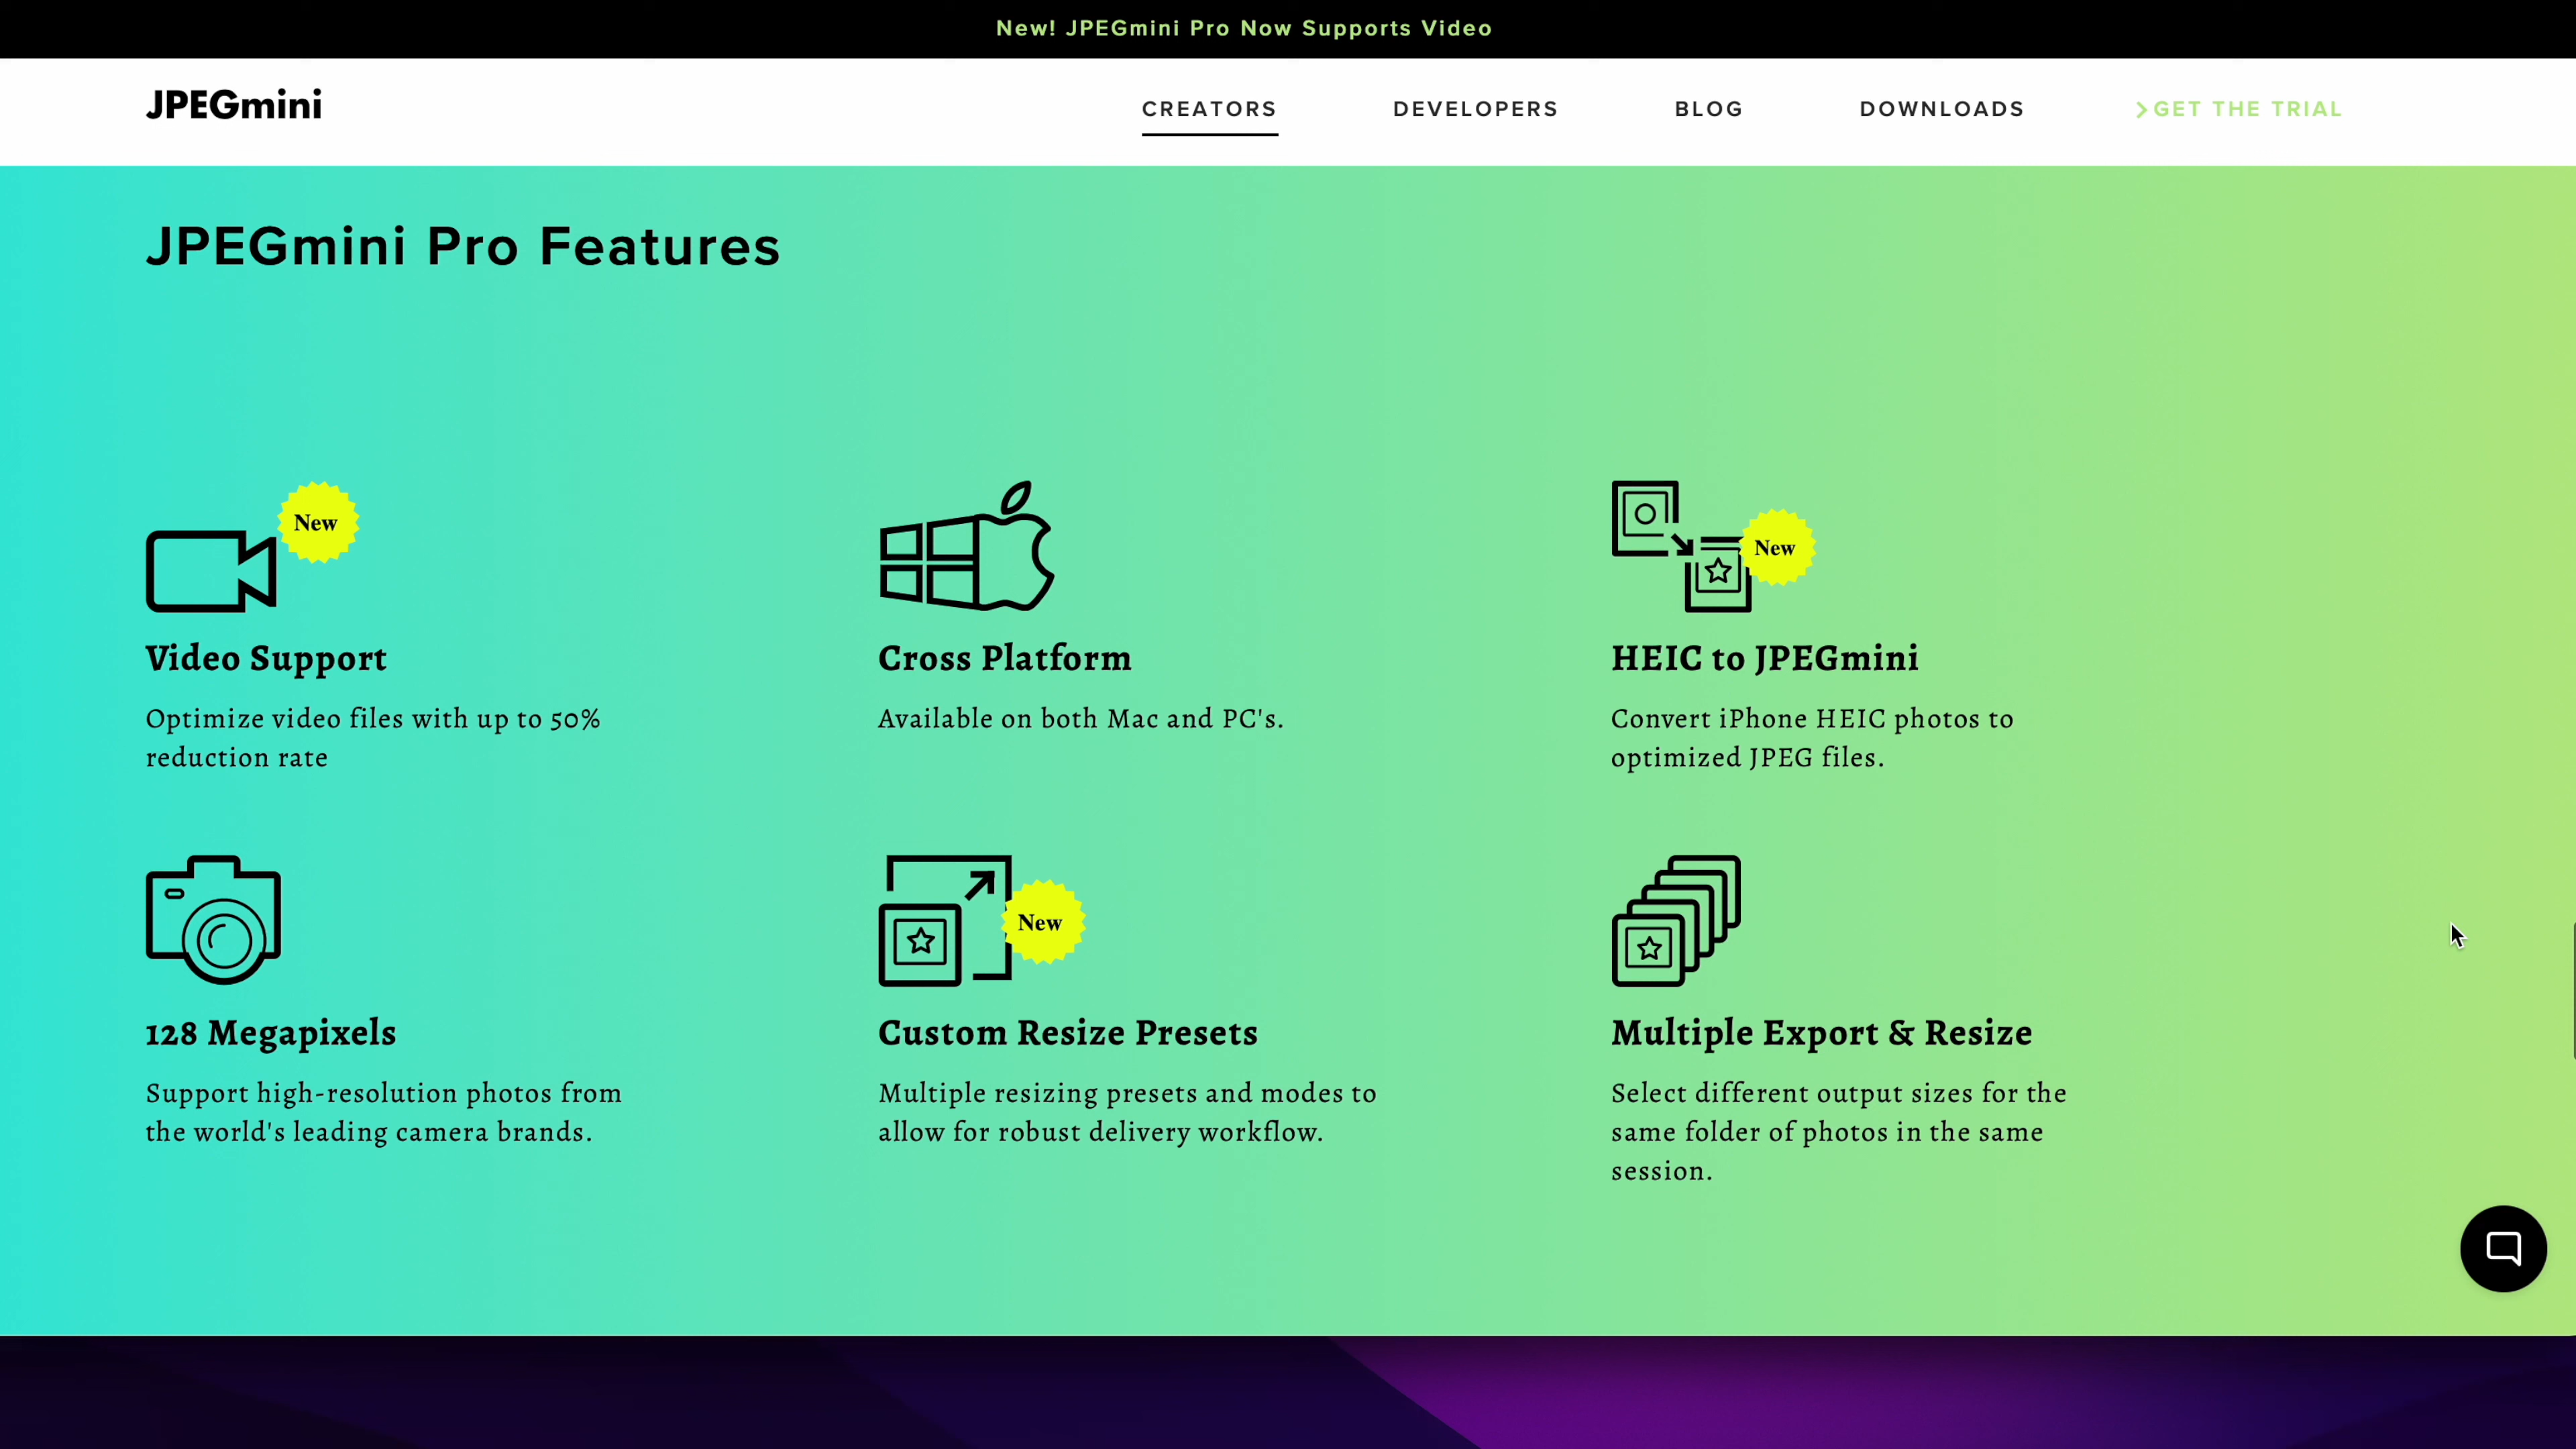 New! JPEGmini Pro Now Supports Video
JPEGmini
CREATORS
DEVELOPERS
BLOG
DOWNLOADS
GET THE TRIAL
JPEGmini Pro Features
New
Video Support
Optimize video files with up to 50%
reduction rate
Cross Platform
Available on both Mac and PC's.
New
HEIC to JPEGmini
Convert iPhone HEIC photos to
optimized JPEG files.
128 Megapixels
Support high-resolution photos from
the world's leading camera brands.
New
Custom Resize Presets
Multiple resizing presets and modes to
allow for robust delivery workflow.
Multiple Export & Resize
Select different output sizes for the
same folder of photos in the same
session.